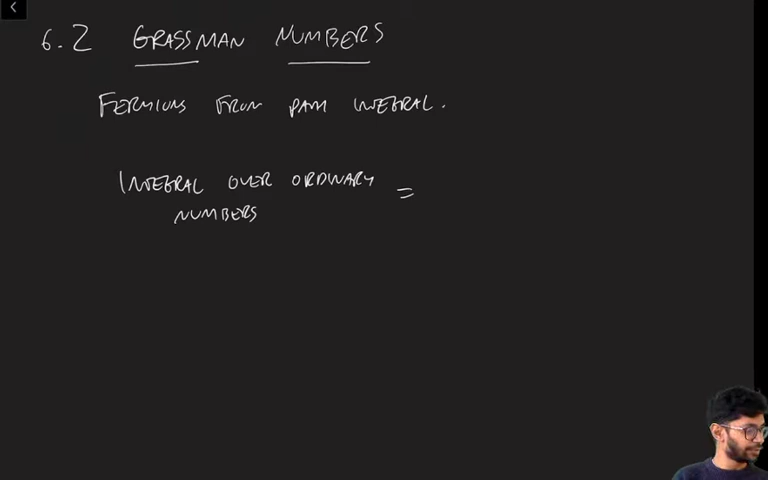 6.2 GRASSMAN NUMBERS
FERMIONS FROM PATH INTEGRAL.
INTEGRAL OVER ORDINARY =
NUMBERS